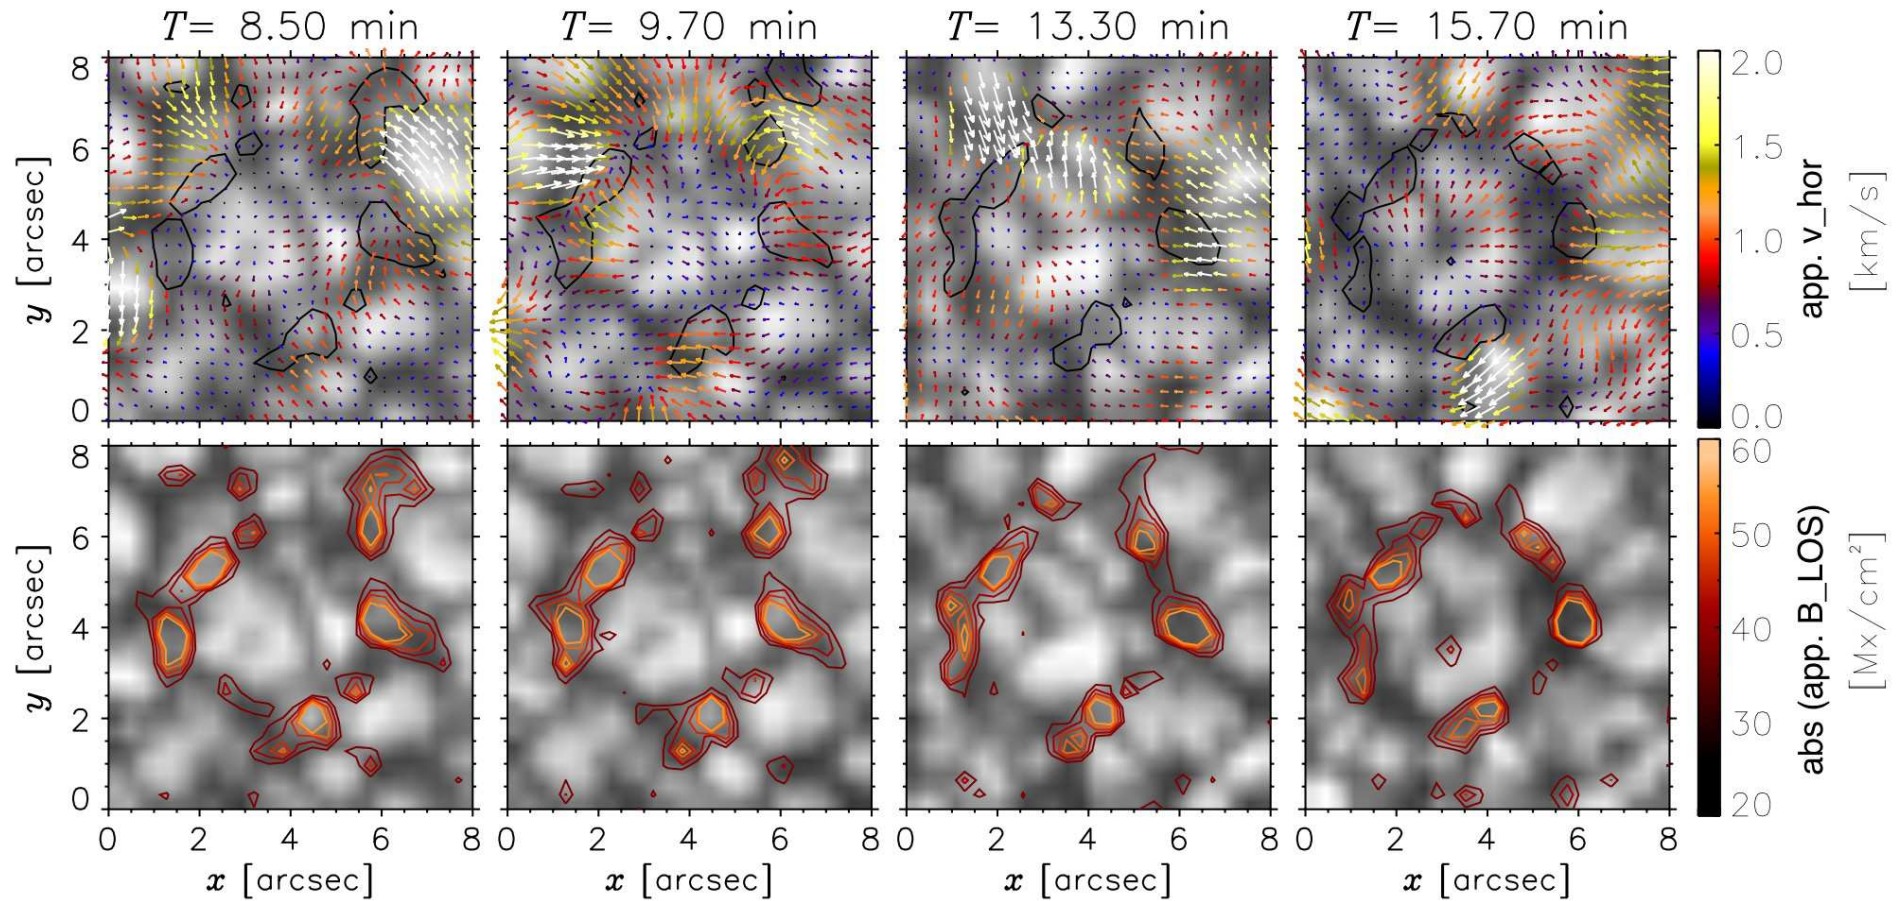 T= 8.50 min
T= 9.70 min
T= 13.30 min
T= 15.70 min
8
6
4
2
0
y [arcsec]
2.0
1.5
1.0
0.5
0.0
app. v_hor
[km/s]
8
6
4
2
0
y [arcsec]
60
50
40
30
20
abs (app. B_LOS)
[Mx/cm²]
0 2 4 6 8
0 2 4 6 8
0 2 4 6 8
0 2 4 6 8
x [arcsec]
x [arcsec]
x [arcsec]
x [arcsec]